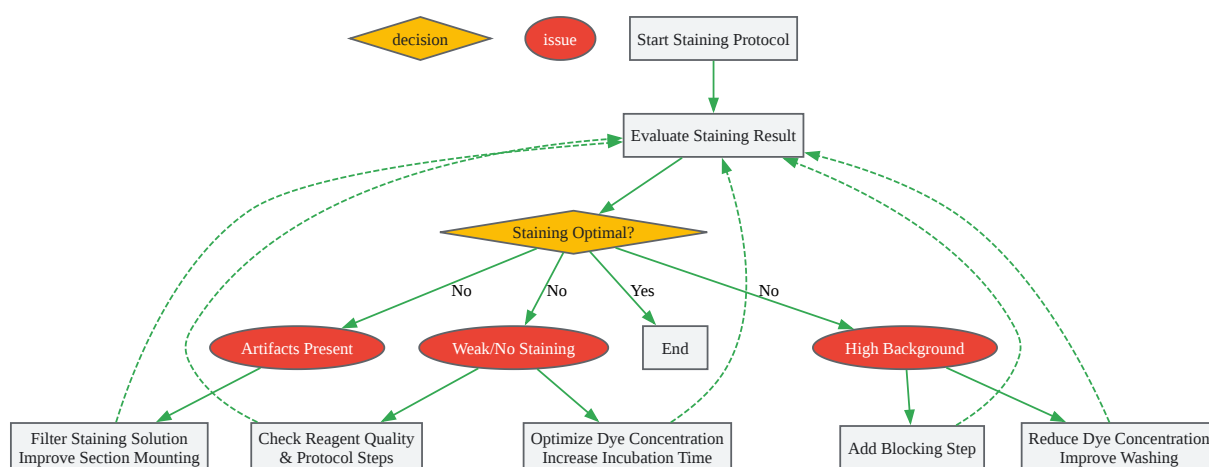 decision
issue
Start Staining Protocol
Evaluate Staining Result
Staining Optimal?
No
No
Yes
No
Artifacts Present
Weak/No Staining
End
High Background
Filter Staining Solution
Improve Section Mounting
Check Reagent Quality
& Protocol Steps
Optimize Dye Concentration
Increase Incubation Time
Add Blocking Step
Reduce Dye Concentration
Improve Washing